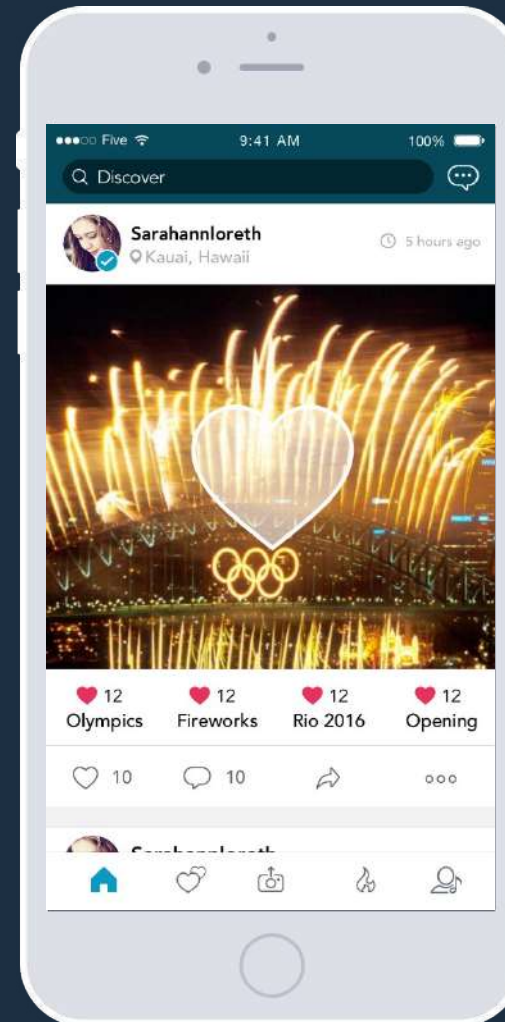 Five 9:41 AM 100%
Discover
Sarahannloreth
Kauai, Hawaii
5 hours ago
12 12 12 12
Olympics Fireworks Rio 2016 Opening
10 10
Sarahannloreth